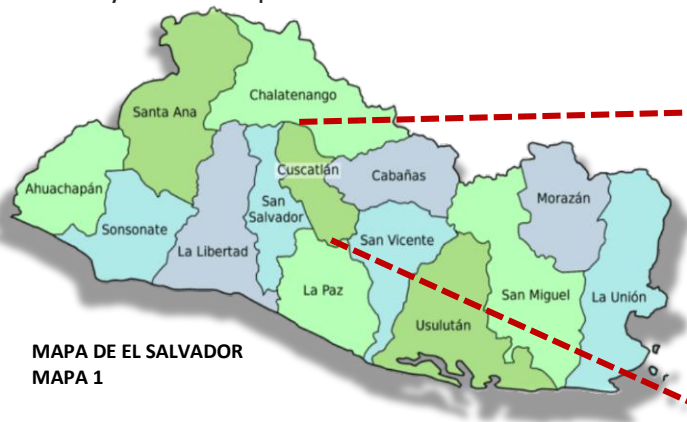 Chalatenango
Santa Ana
Cuscatlán
Cabañas
Ahuachapán
Morazán
San
Salvador
Sonsonate
San Vicente
La Libertad
La Paz
San Miguel
La Unión
Usulután
MAPA DE EL SALVADOR
MAPA 1